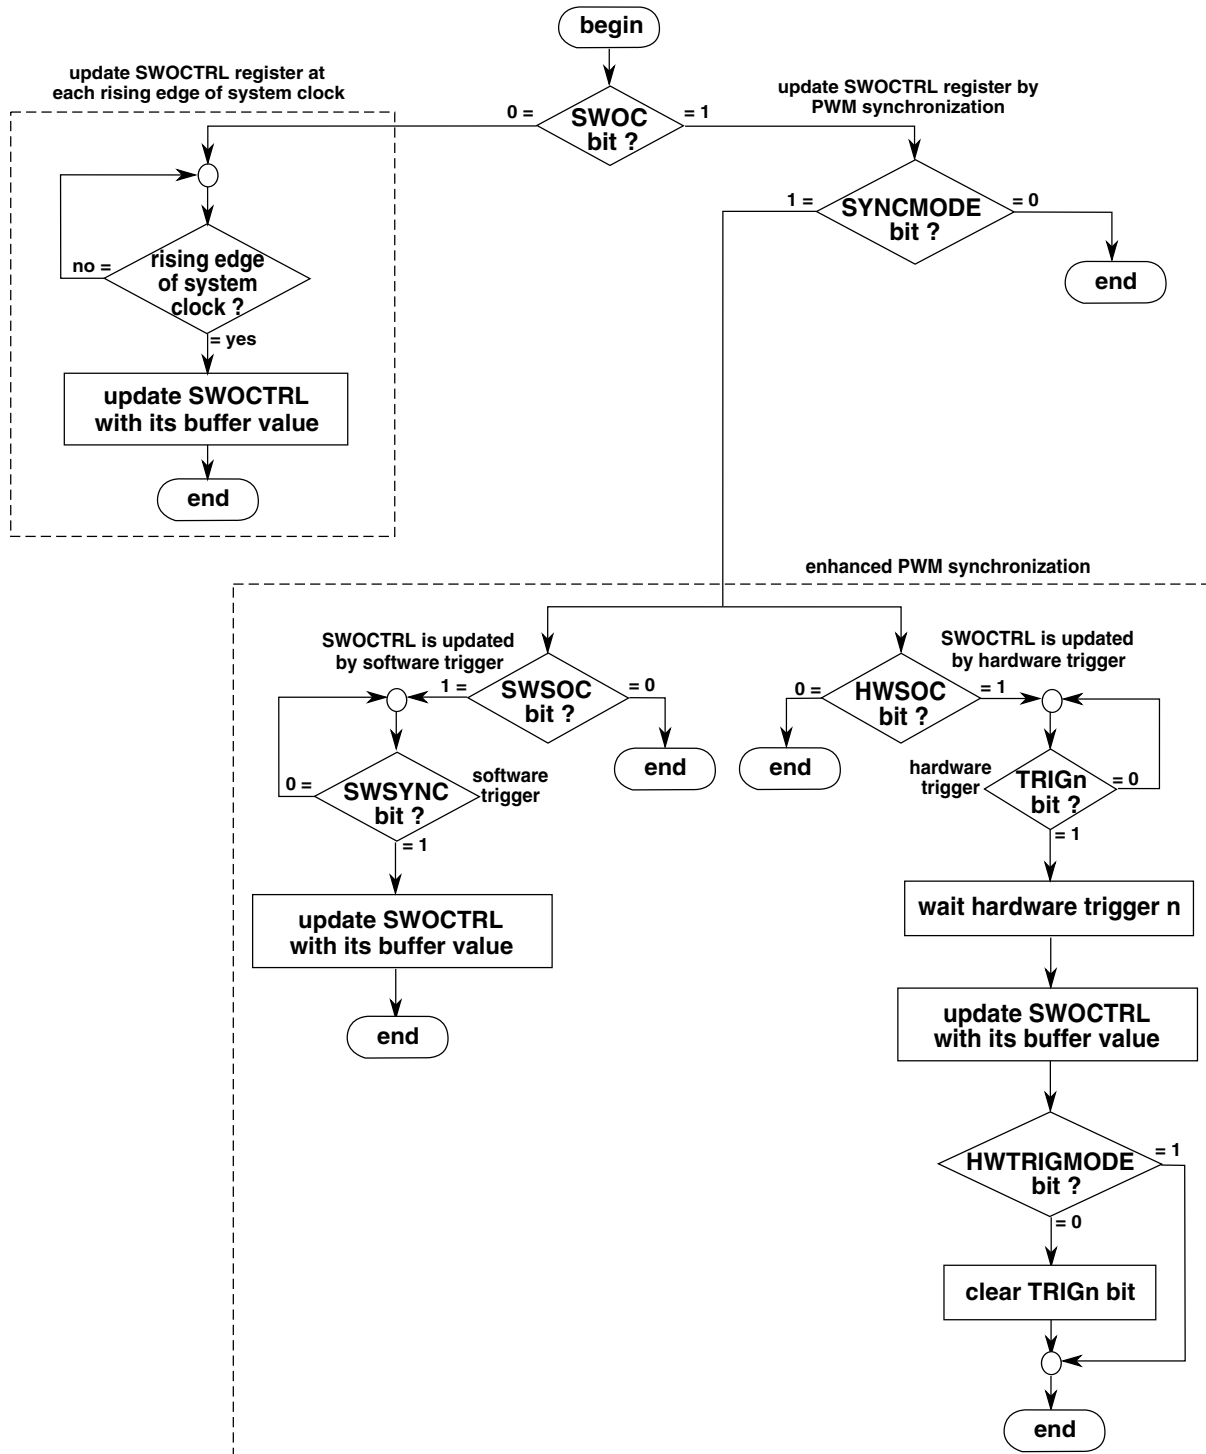 begin
update SWOCTRL register at
each rising edge of system clock
update SWOCTRL register by
PWM synchronization
0 =
SWOC
bit ?
= 1
1 =
SYNCMODE
bit ?
= 0
end
no =
rising edge
of system
clock ?
= yes
update SWOCTRL
with its buffer value
end
enhanced PWM synchronization
SWOCTRL is updated
by software trigger
SWOCTRL is updated
by hardware trigger
1 =
SWSOC
bit ?
= 0
end
0 =
HWSOC
bit ?
= 1
end
0 =
SWSYNC
bit ?
software
trigger
= 1
hardware
trigger
TRIGn
bit ?
= 0
= 1
update SWOCTRL
with its buffer value
end
wait hardware trigger n
update SWOCTRL
with its buffer value
HWTRIGMODE
bit ?
= 1
= 0
clear TRIGn bit
end